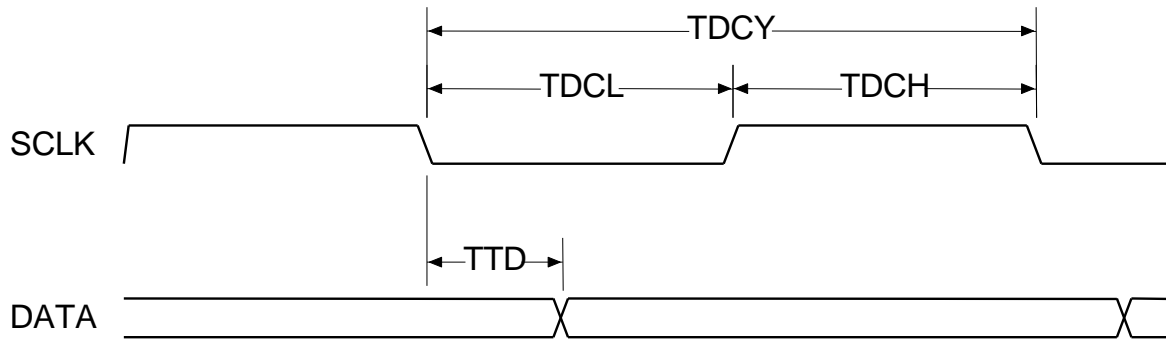 TDCY
TDCL TDCH
SCLK
TTD
DATA